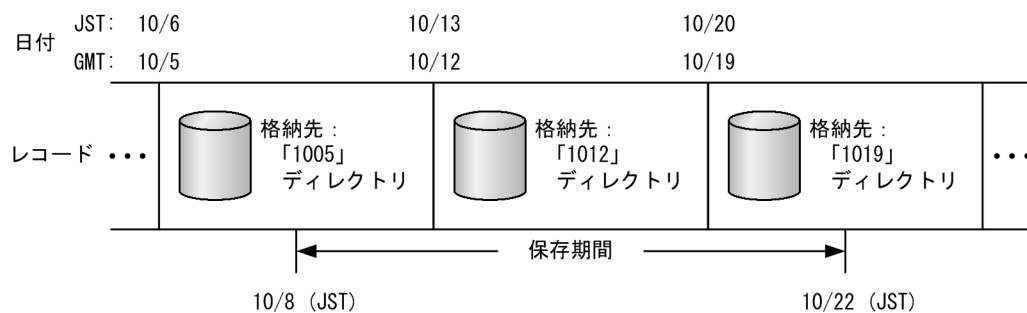 日付
JST: 10/6 10/13 10/20
GMT: 10/5 10/12 10/19
レコード ・・・
格納先：
「1005」
ディレクトリ
格納先：
「1012」
ディレクトリ
格納先：
「1019」
ディレクトリ
・・・
保存期間
10/8 (JST) 10/22 (JST)